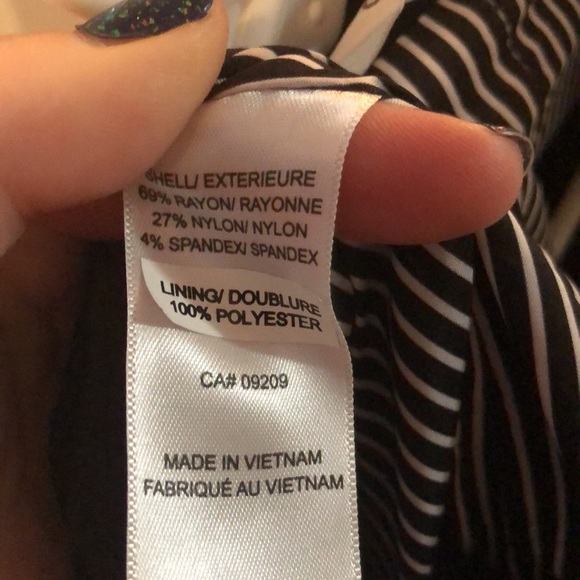 SHELL/ EXTERIEURE
69% RAYON/ RAYONNE
27% NYLON/ NYLON
4% SPANDEX/ SPANDEX
LINING/ DOUBLURE
100% POLYESTER
CA# 09209
MADE IN VIETNAM
FABRIQUÉ AU VIETNAM